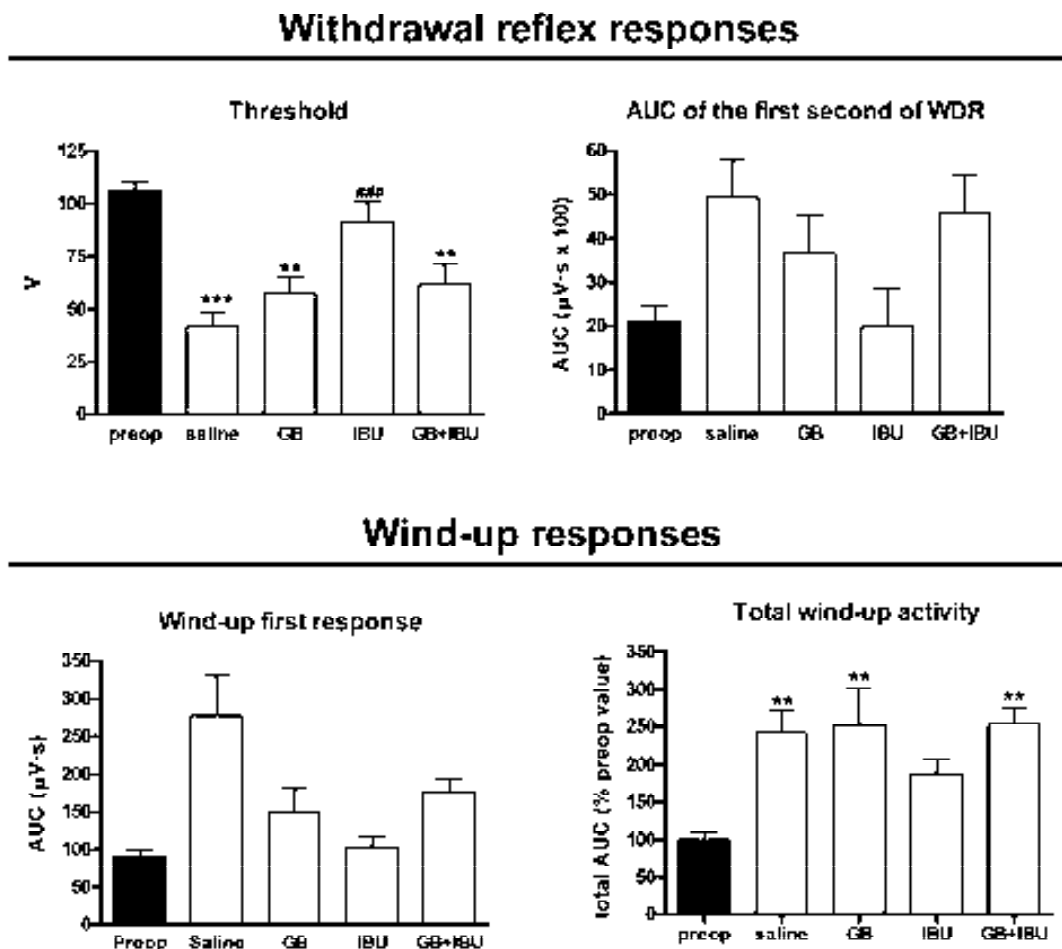 Withdrawal reflex responses
Threshold
125
100
75
50
25
0
V
***
**
###
**
preop saline GB IBU GB+IBU
AUC of the first second of WDR
60
50
40
30
20
10
0
AUC (µV-s x 100)
preop saline GB IBU GB+IBU
Wind-up responses
Wind-up first response
350
300
250
200
150
100
50
0
AUC (µV-s)
Preop Saline GB IBU GB+IBU
Total wind-up activity
350
300
250
200
150
100
50
0
total AUC (% preop value)
**
**
**
preop saline GB IBU GB+IBU